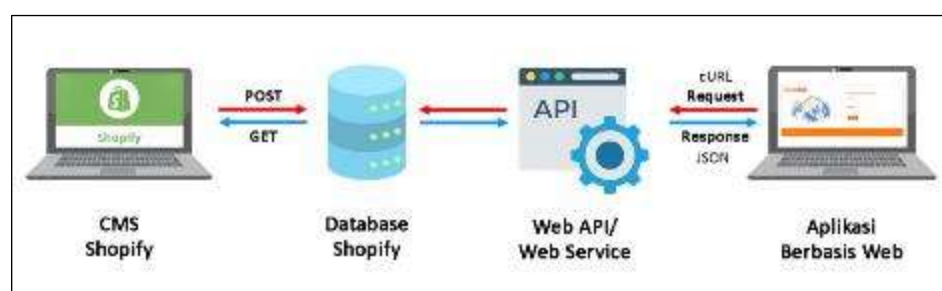 Shopify
POST
GET
API
cURL
Request
Response
JSON
CMS
Shopify
Database
Shopify
Web API/
Web Service
Aplikasi
Berbasis Web